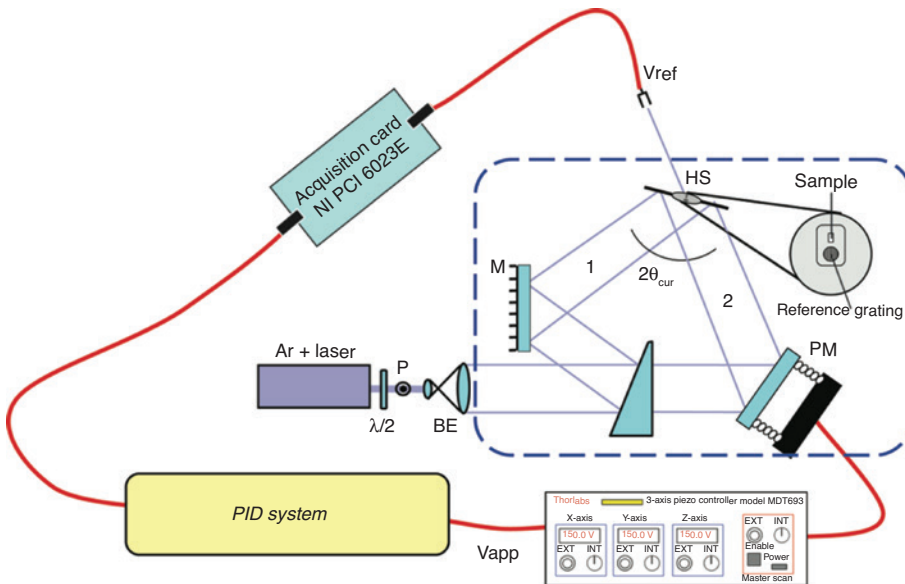 Vref
Acquisition card
NI PCI 6023E
HS
Sample
M
1
2θcur
2
Reference grating
PM
Ar + laser
P
λ/2
BE
PID system
Vapp
Thorlabs
3-axis piezo controller model MDT693
X-axis
Y-axis
Z-axis
150.0 V
150.0 V
150.0 V
EXT INT
EXT INT
EXT INT
EXT INT
Enable
Power
Master scan